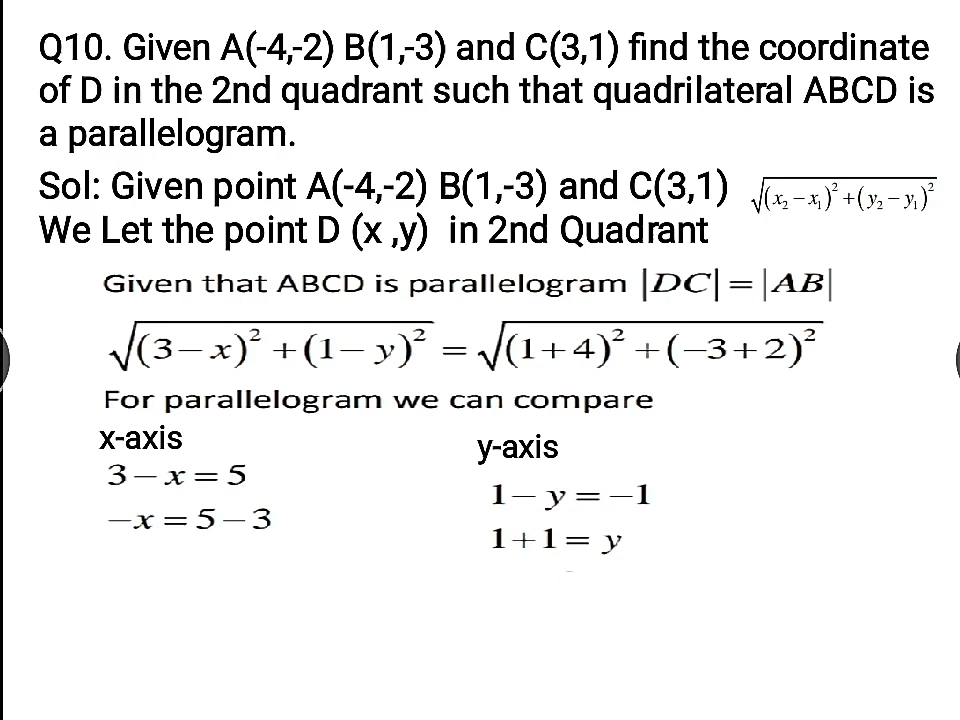 Q10. Given A(-4,-2) B(1,-3) and C(3,1) find the coordinate
of D in the 2nd quadrant such that quadrilateral ABCD is
a parallelogram.
Sol: Given point A(-4,-2) B(1,-3) and C(3,1) √((x₂ − x₁)² + (y₂ − y₁)²)
We Let the point D (x ,y) in 2nd Quadrant
Given that ABCD is parallelogram |DC| = |AB|
√((3 − x)² + (1 − y)²) = √((1 + 4)² + (−3 + 2)²)
For parallelogram we can compare
x-axis
3 − x = 5
−x = 5 − 3
y-axis
1 − y = −1
1 + 1 = y